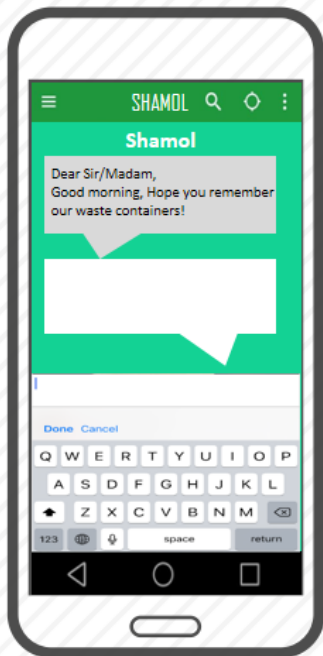 SHAMOL
Shamol
Dear Sir/Madam,
Good morning, Hope you remember
our waste containers!
Done Cancel
Q W E R T Y U I O P
A S D F G H J K L
Z X C V B N M
123 space return